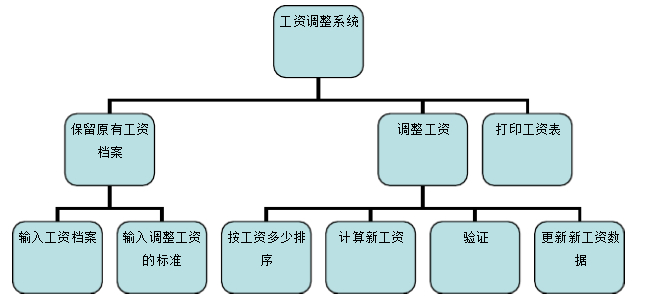 工资调整系统
保留原有工资
档案
调整工资
打印工资表
输入工资档案
输入调整工资
的标准
按工资多少排
序
计算新工资
验证
更新新工资数
据